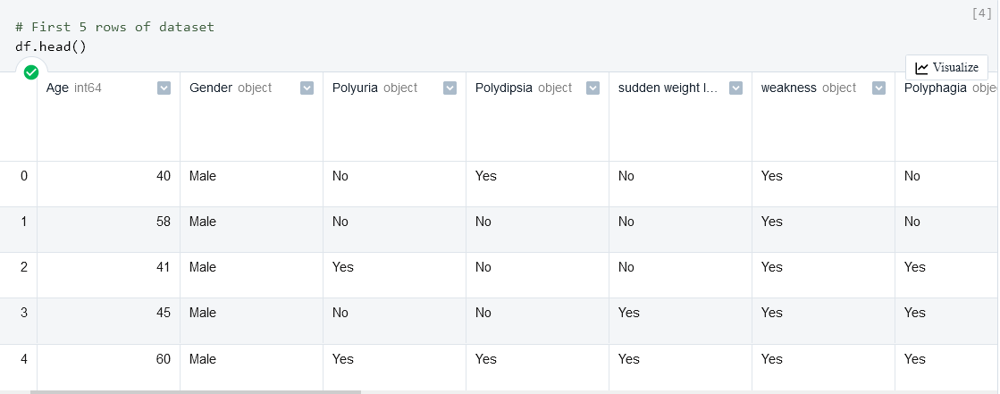 [4]
# First 5 rows of dataset
df.head()
Visualize
Age int64 Gender object Polyuria object Polydipsia object sudden weight l... weakness object Polyphagia obje
0 40 Male No Yes No Yes No
1 58 Male No No No Yes No
2 41 Male Yes No No Yes Yes
3 45 Male No No Yes Yes Yes
4 60 Male Yes Yes Yes Yes Yes